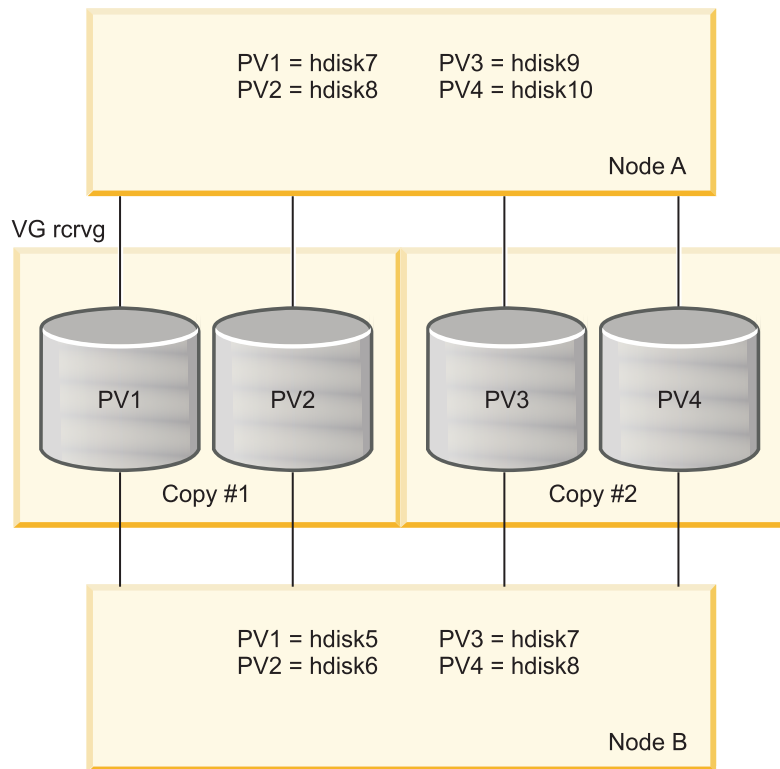 PV1 = hdisk7 PV3 = hdisk9
PV2 = hdisk8 PV4 = hdisk10
Node A
VG rcrvg
PV1 PV2 PV3 PV4
Copy #1 Copy #2
PV1 = hdisk5 PV3 = hdisk7
PV2 = hdisk6 PV4 = hdisk8
Node B